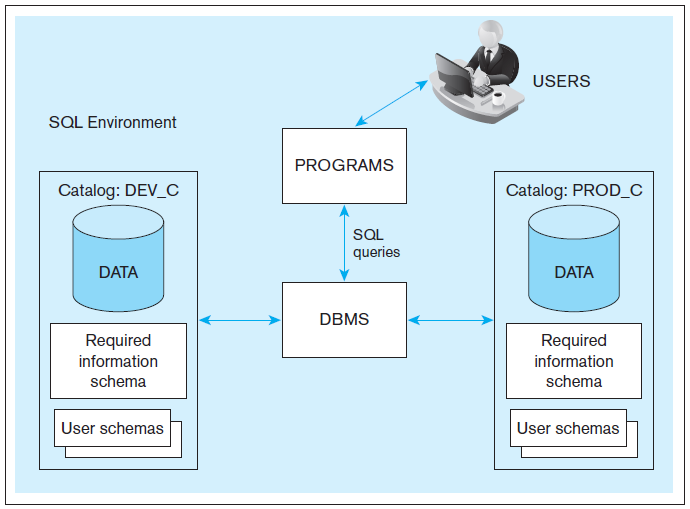 USERS
SQL Environment
PROGRAMS
SQL
queries
DBMS
Catalog: DEV_C
DATA
Required
information
schema
User schemas
Catalog: PROD_C
DATA
Required
information
schema
User schemas